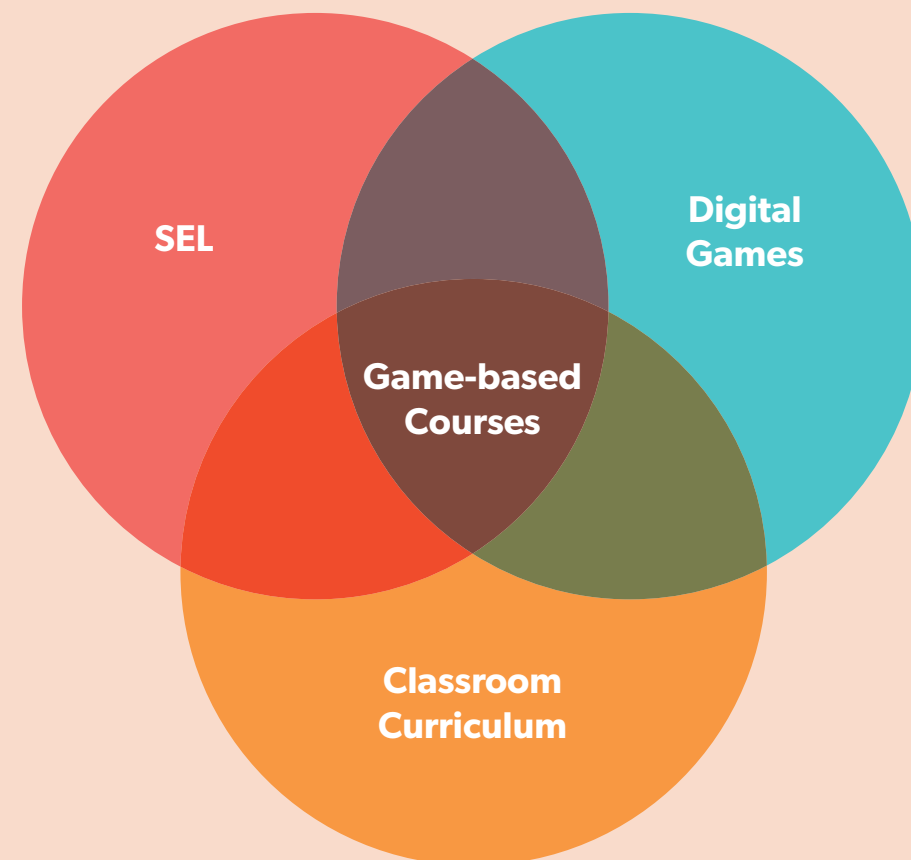 SEL
Digital
Games
Game-based
Courses
Classroom
Curriculum